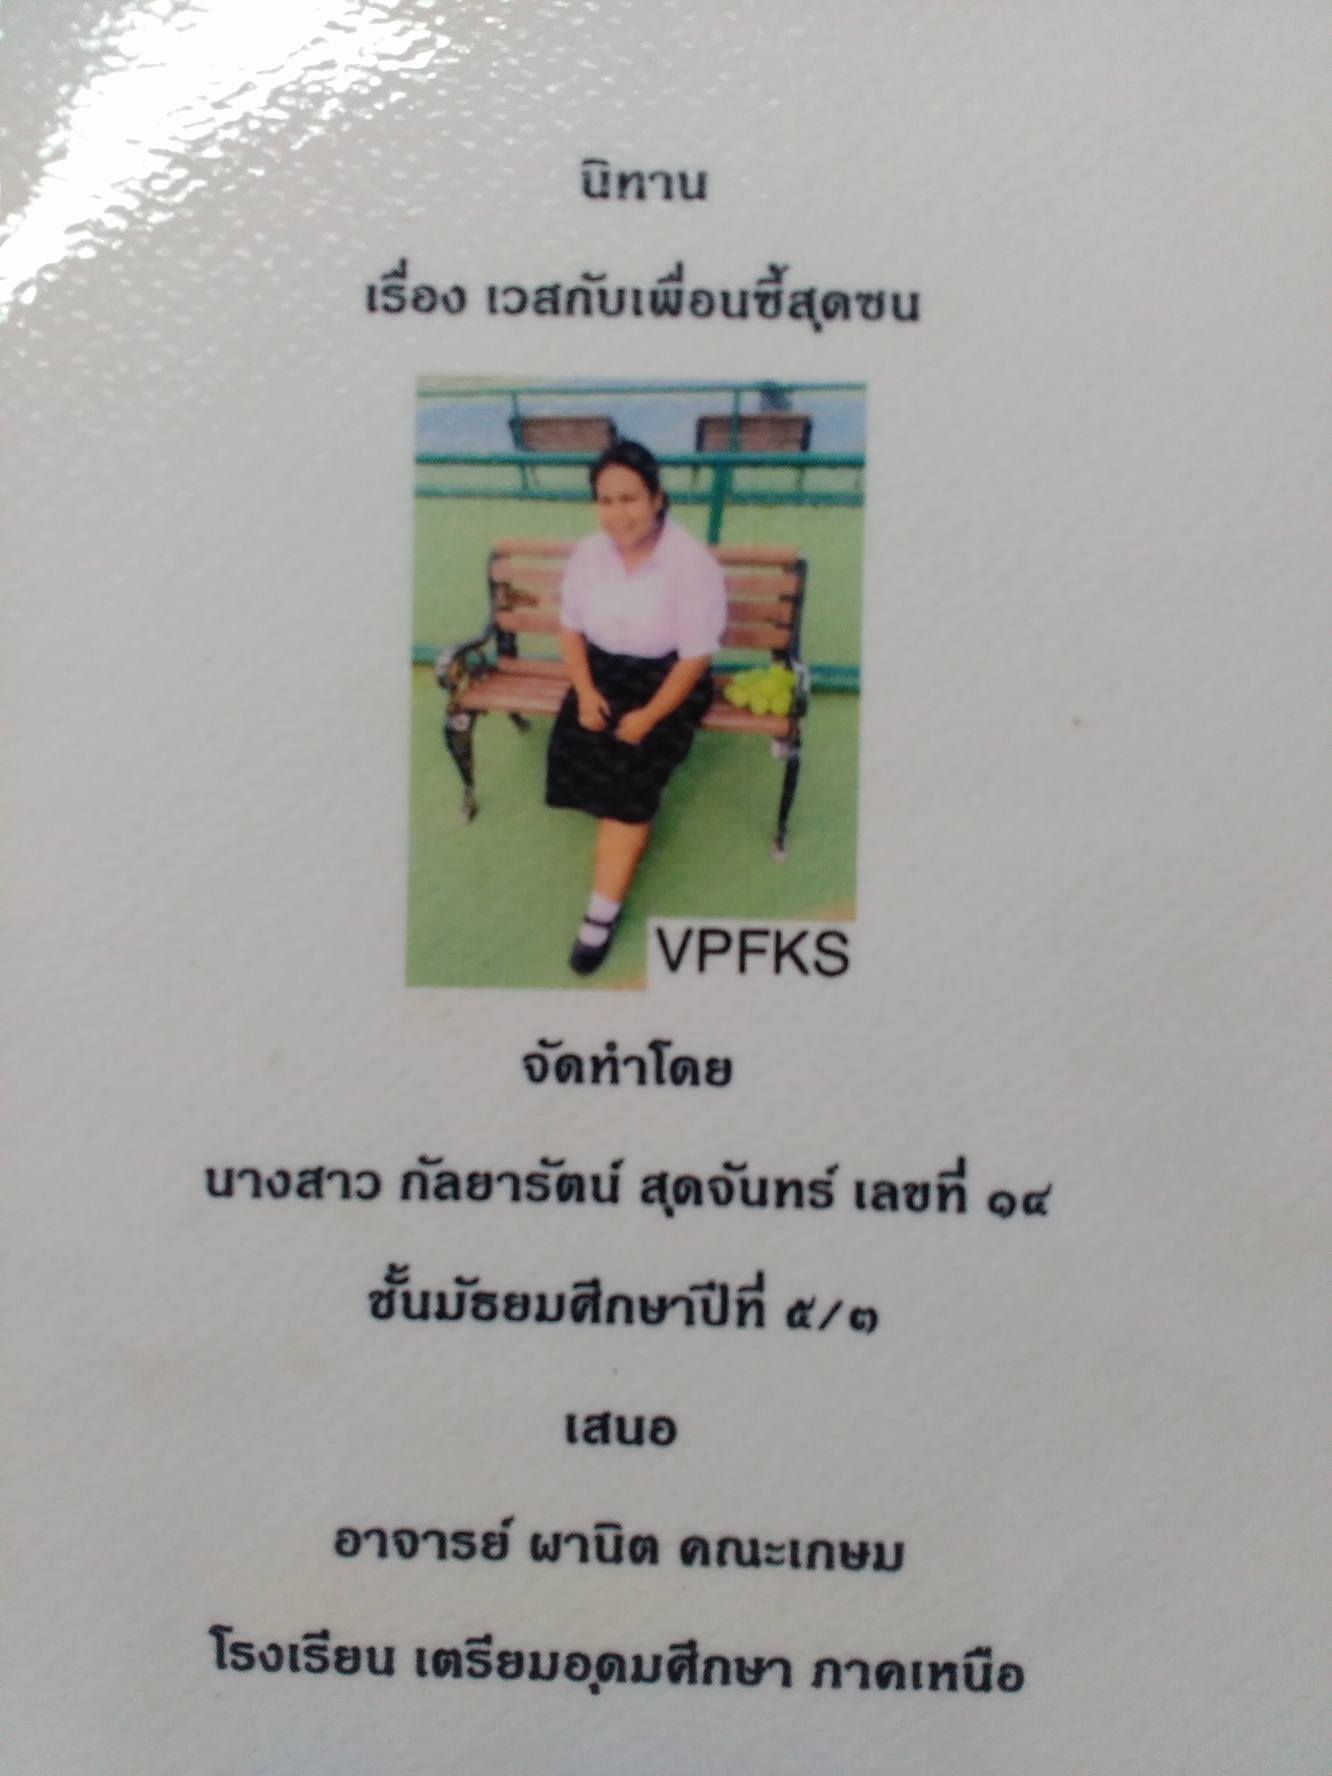 นิทาน
เรื่อง เวสกับเพื่อนซี้สุดซน
VPFKS
จัดทำโดย
นางสาว กัลยารัตน์ สุดจันทร์ เลขที่ ๑๔
ชั้นมัธยมศึกษาปีที่ ๕/๓
เสนอ
อาจารย์ ผานิต คณะเกษม
โรงเรียน เตรียมอุดมศึกษา ภาคเหนือ